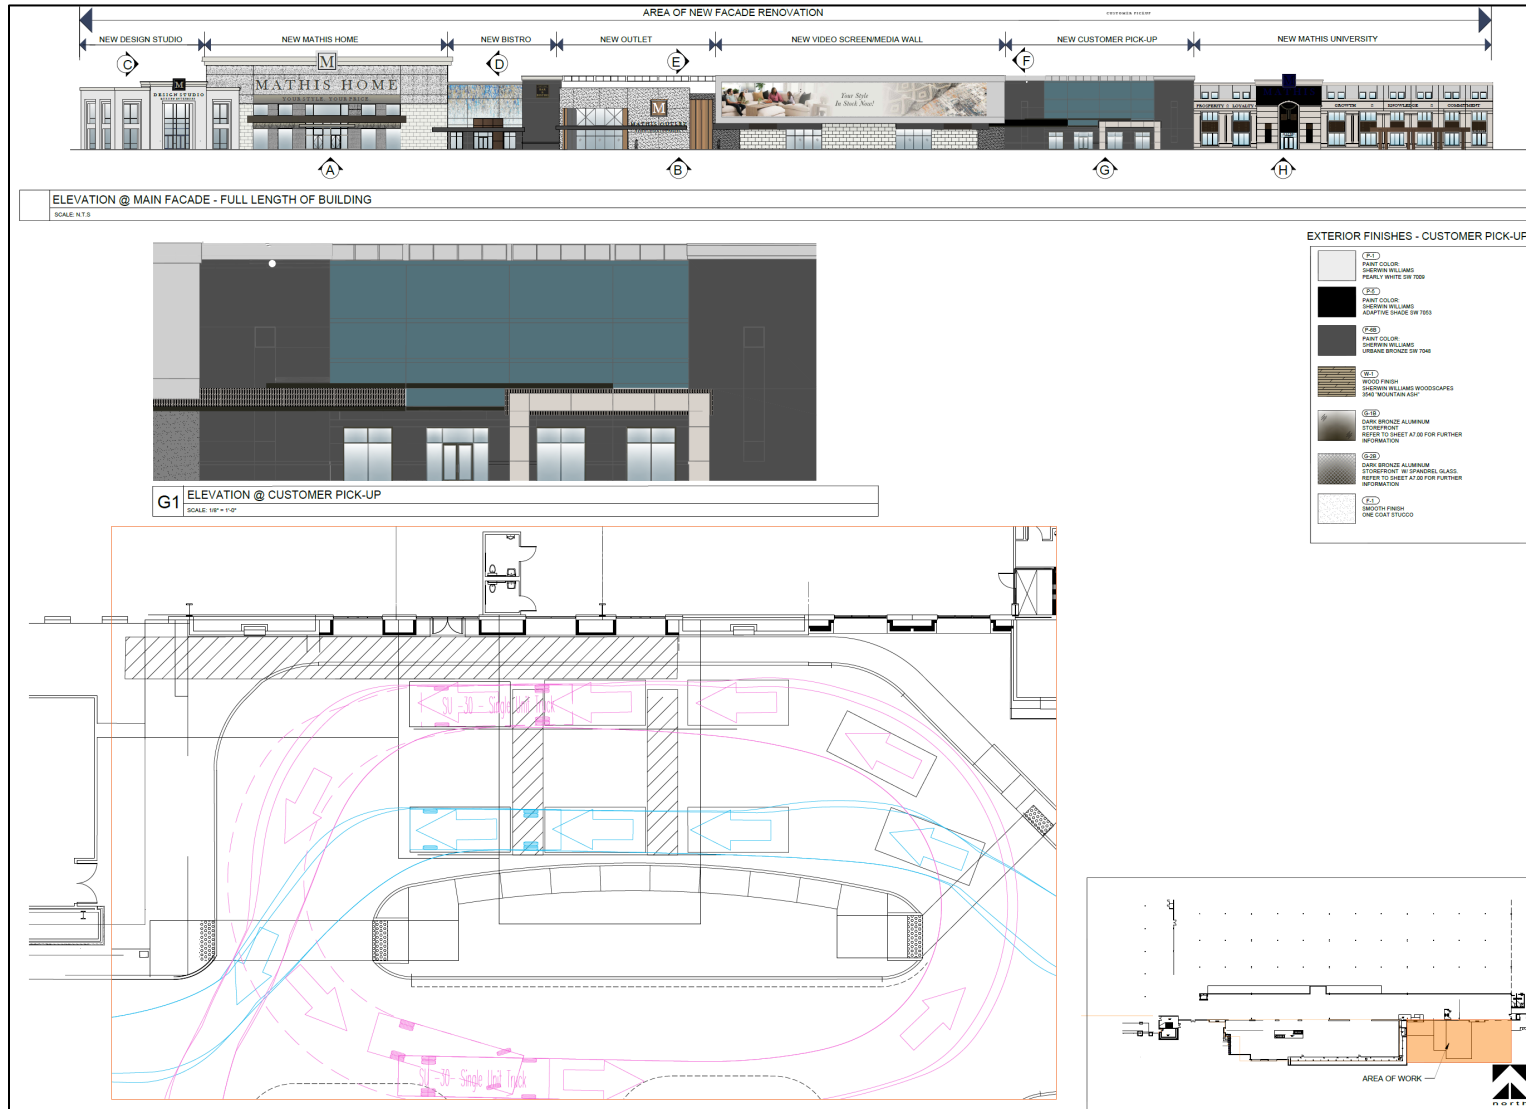 AREA OF NEW FACADE RENOVATION
CUSTOMER PICKUP
NEW DESIGN STUDIO
NEW MATHIS HOME
NEW BISTRO
NEW OUTLET
NEW VIDEO SCREEN/MEDIA WALL
NEW CUSTOMER PICK-UP
NEW MATHIS UNIVERSITY
C
D
E
F
M
MATHIS HOME
YOUR STYLE. YOUR PRICE.
M
DESIGN STUDIO
M
Your Style
In Stock Now!
PROSPERITY
LOYALTY
GROWTH
KNOWLEDGE
COMMITMENT
A
B
G
H
ELEVATION @ MAIN FACADE - FULL LENGTH OF BUILDING
SCALE: N.T.S
EXTERIOR FINISHES - CUSTOMER PICK-UP
P-1
PAINT COLOR:
SHERWIN WILLIAMS
PEARLY WHITE SW 7009
P-5
PAINT COLOR:
SHERWIN WILLIAMS
ADAPTIVE SHADE SW 7053
P-6B
PAINT COLOR:
SHERWIN WILLIAMS
URBANE BRONZE SW 7048
W-1
WOOD FINISH
SHERWIN WILLIAMS WOODSCAPES
3540 "MOUNTAIN ASH"
G-1B
DARK BRONZE ALUMINUM
STOREFRONT
REFER TO SHEET A7.00 FOR FURTHER
INFORMATION
G-2B
DARK BRONZE ALUMINUM
STOREFRONT W/ SPANDREL GLASS.
REFER TO SHEET A7.00 FOR FURTHER
INFORMATION
F-1
SMOOTH FINISH
ONE COAT STUCCO
G1
ELEVATION @ CUSTOMER PICK-UP
SCALE: 1/8" = 1'-0"
SU -30 - Single Unit Truck
SU -30 - Single Unit Truck
AREA OF WORK
north